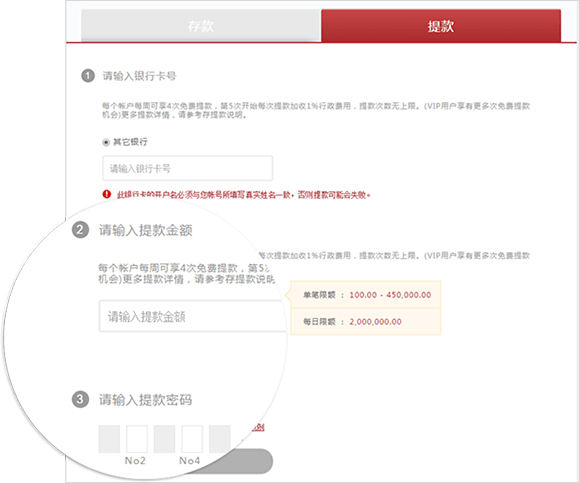 存款
提款
1 请输入银行卡号
每个帐户每周可享4次免费提款，第5次开始每次提款加收1%行政费用，提款次数无上限。(VIP用户享有更多次免费提款
机会)更多提款详情，请参考存提款说明。
其它银行
请输入银行卡号
此银行卡的开户名必须与您帐号所填写真实姓名一致，否则提款可能会失败。
2 请输入提款金额
每个帐户每周可享4次免费提款，第5次
每次提款加收1%行政费用，提款次数无上限。(VIP用户享有更多次免费提款
机会)更多提款详情，请参考存提款说明
请输入提款金额
单笔限额 ： 100.00 - 450,000.00
每日限额 ： 2,000,000.00
3 请输入提款密码
No2 No4